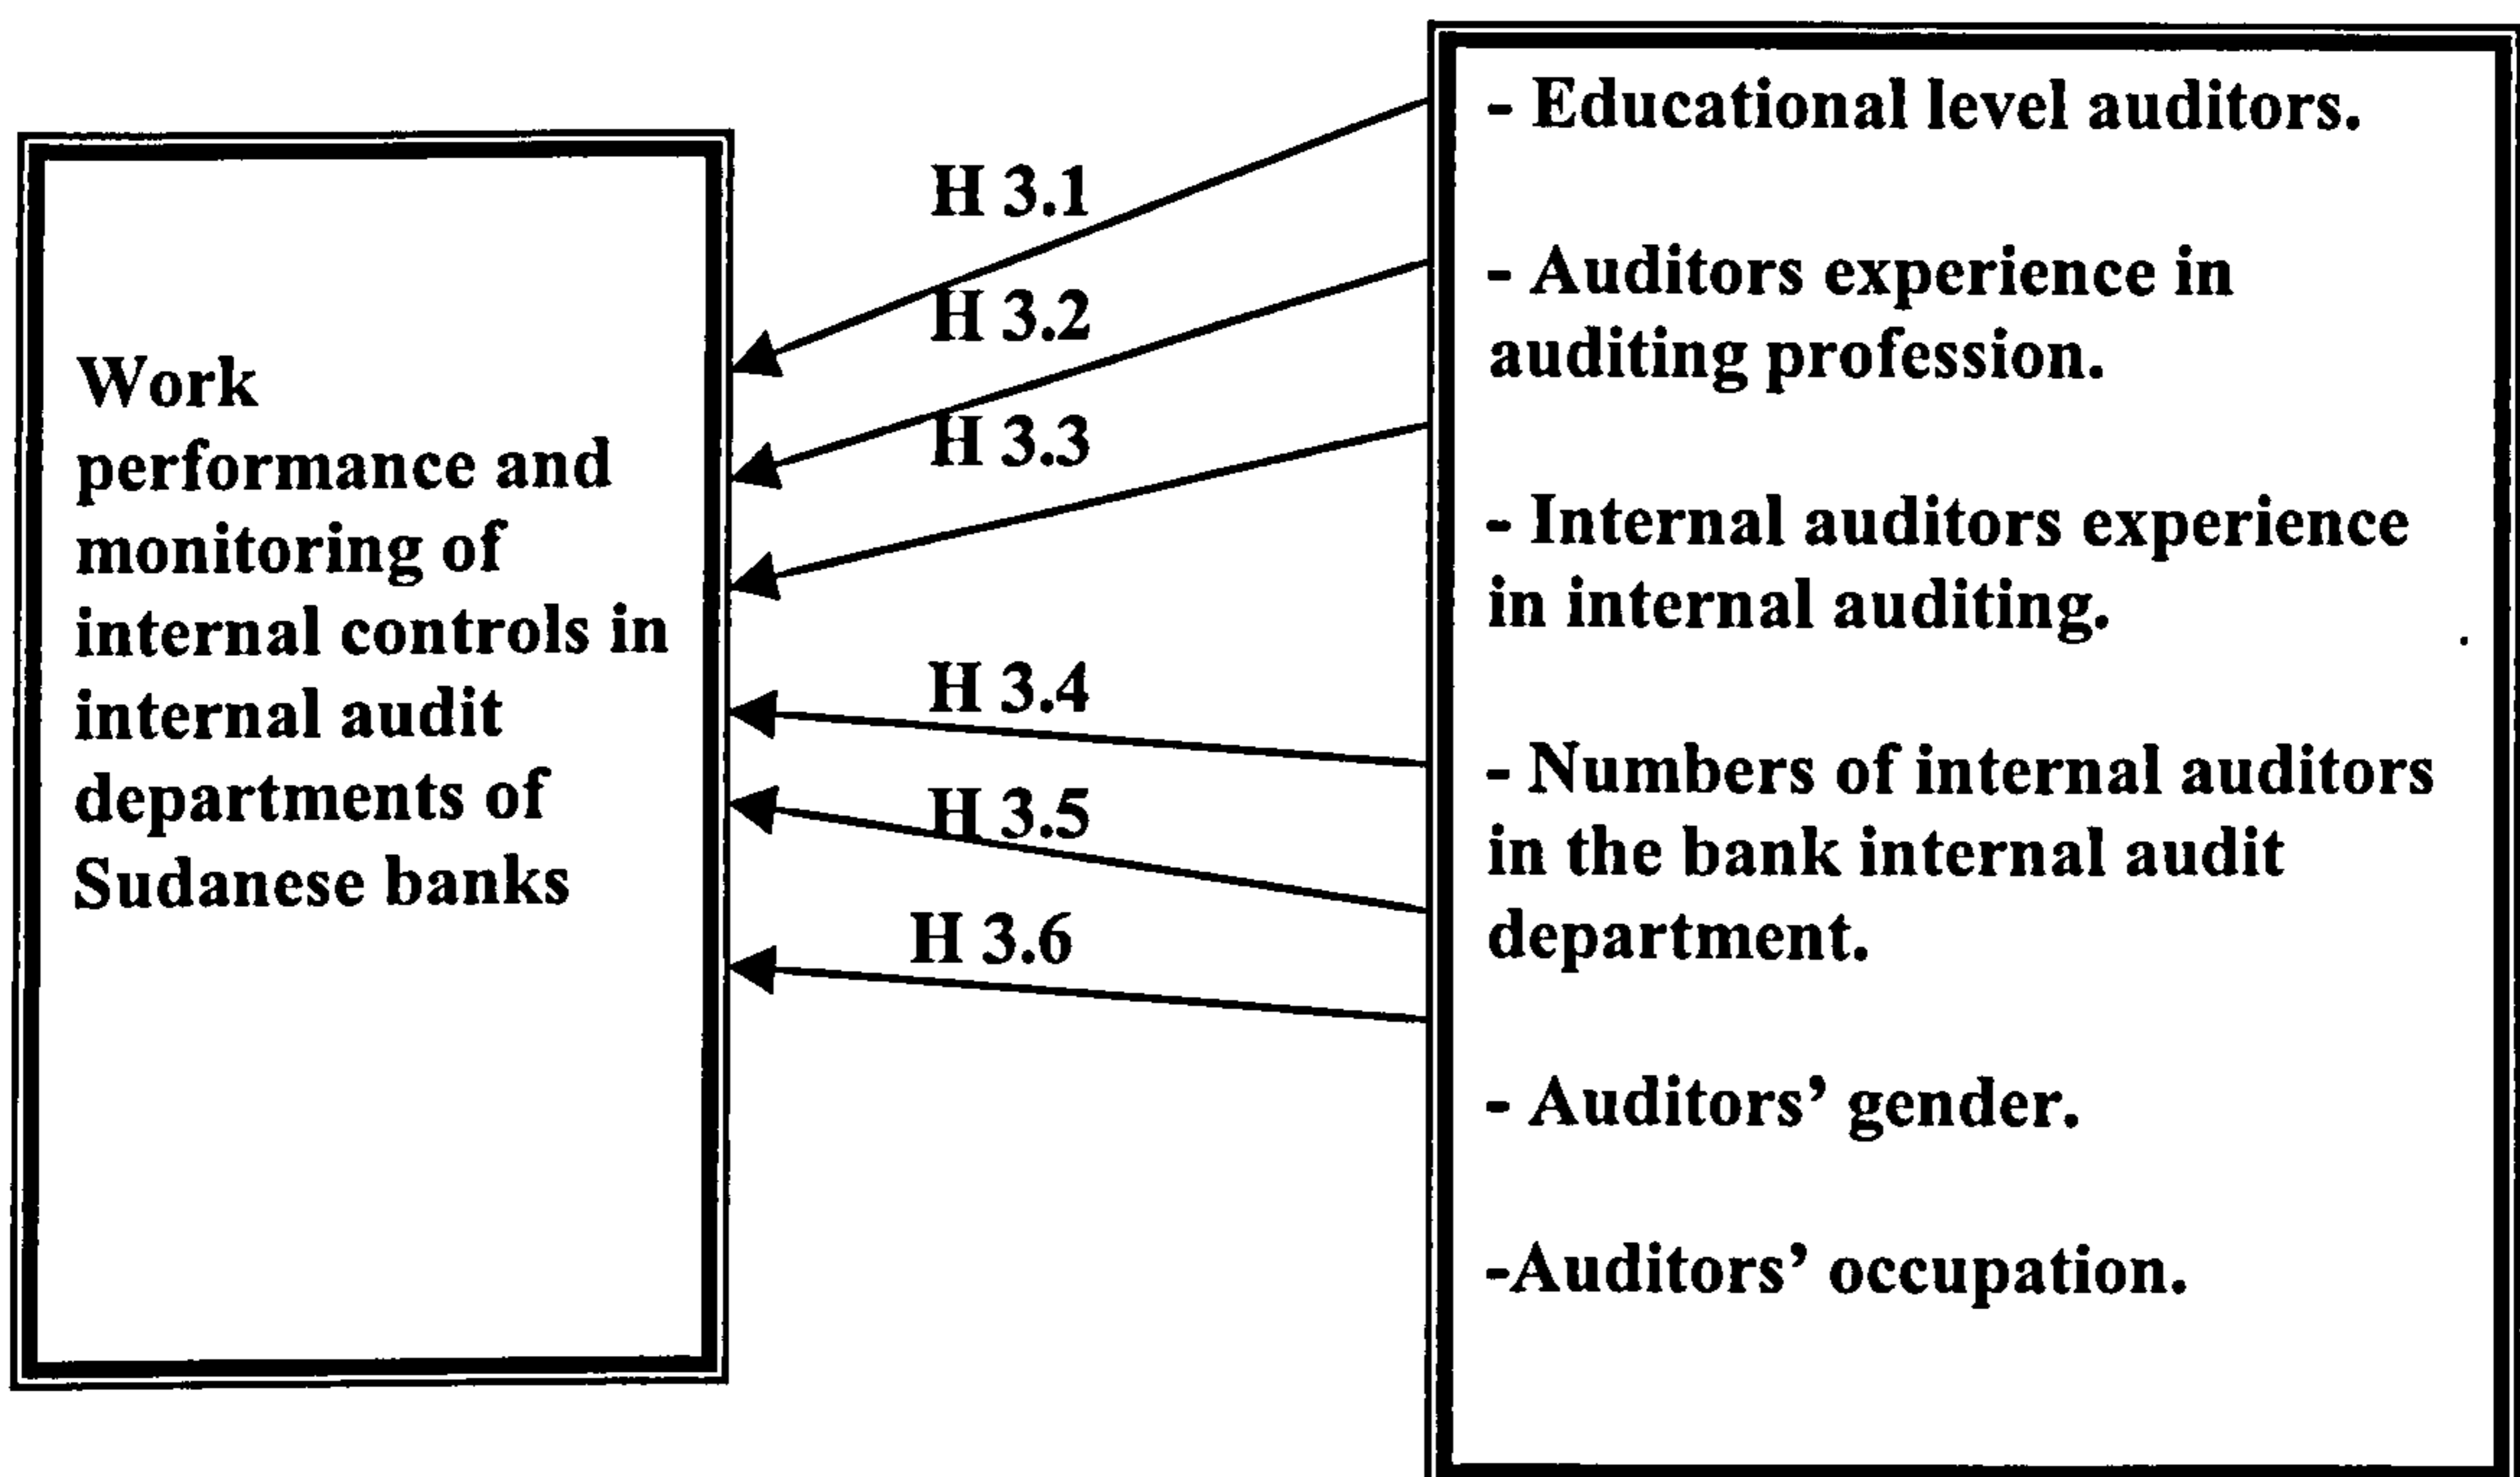 Work
performance and
monitoring of
internal controls in
internal audit
departments of
Sudanese banks
H 3.1
H 3.2
H 3.3
H 3.4
H 3.5
H 3.6
- Educational level auditors.
- Auditors experience in
auditing profession.
- Internal auditors experience
in internal auditing.
- Numbers of internal auditors
in the bank internal audit
department.
- Auditors’ gender.
-Auditors’ occupation.